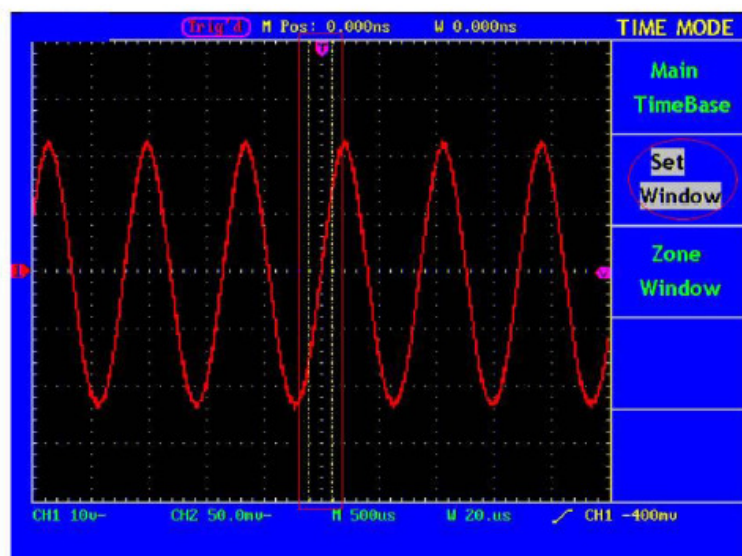 Trig'd M Pos: 0.000ns W 0.000ns TIME MODE
T
Main
TimeBase
Set
Window
Zone
Window
1
CH1 10v~ CH2 50.0mv~ M 500us W 20.us CH1 -400mv